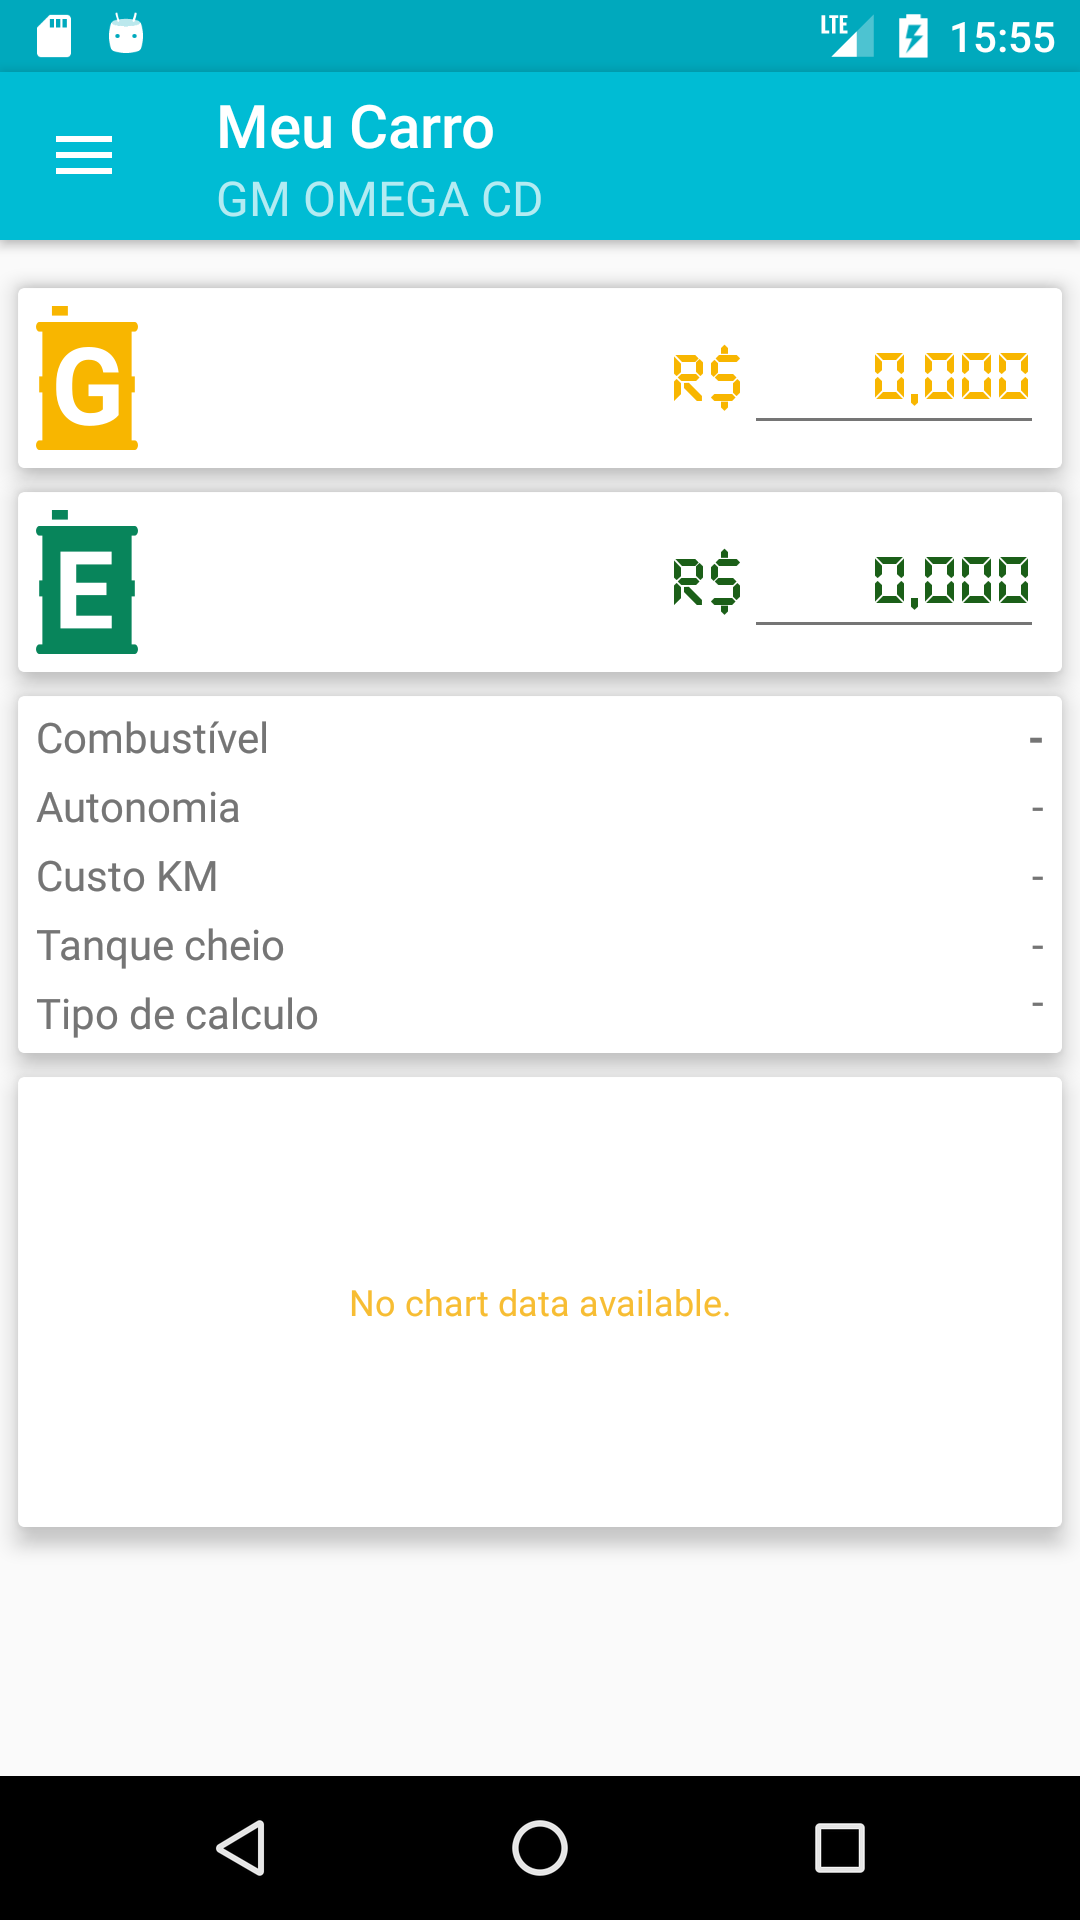 LTE 15:55
Meu Carro
GM OMEGA CD
G R$ 0,000
E R$ 0,000
Combustível -
Autonomia -
Custo KM -
Tanque cheio -
Tipo de calculo -
No chart data available.